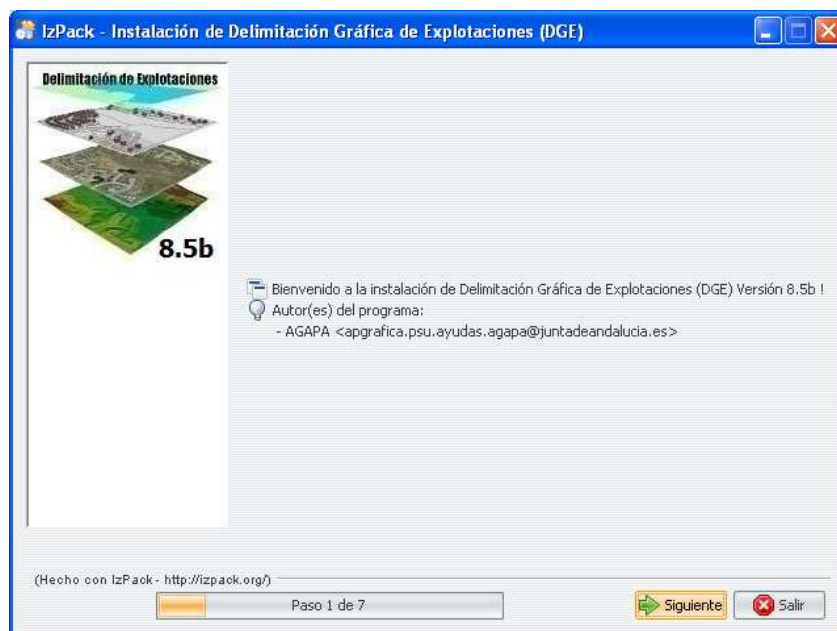 IzPack - Instalación de Delimitación Gráfica de Explotaciones (DGE)
Delimitación de Explotaciones
8.5b
Bienvenido a la instalación de Delimitación Gráfica de Explotaciones (DGE) Versión 8.5b !
Autor(es) del programa:
- AGAPA <apgrafica.psu.ayudas.agapa@juntadeandalucia.es>
(Hecho con IzPack - http://izpack.org/)
Paso 1 de 7
Siguiente
Salir